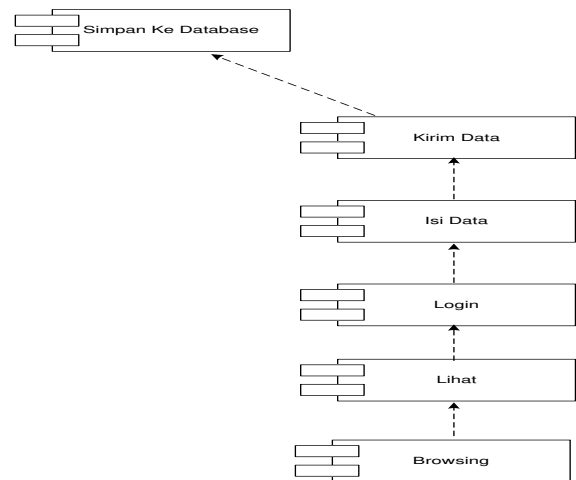 Simpan Ke Database
Kirim Data
Isi Data
Login
Lihat
Browsing